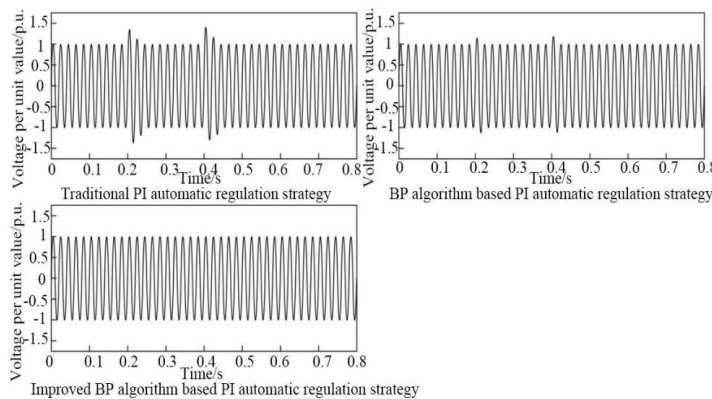 Voltage per unit value/p.u.
1.5
1
0.5
0
-0.5
-1
-1.5
0 0.1 0.2 0.3 0.4 0.5 0.6 0.7 0.8
Time/s
Traditional PI automatic regulation strategy
Voltage per unit value/p.u.
1.5
1
0.5
0
-0.5
-1
-1.5
0 0.1 0.2 0.3 0.4 0.5 0.6 0.7 0.8
Time/s
BP algorithm based PI automatic regulation strategy
Voltage per unit value/p.u.
1.5
1
0.5
0
-0.5
-1
-1.5
0 0.1 0.2 0.3 0.4 0.5 0.6 0.7 0.8
Time/s
Improved BP algorithm based PI automatic regulation strategy